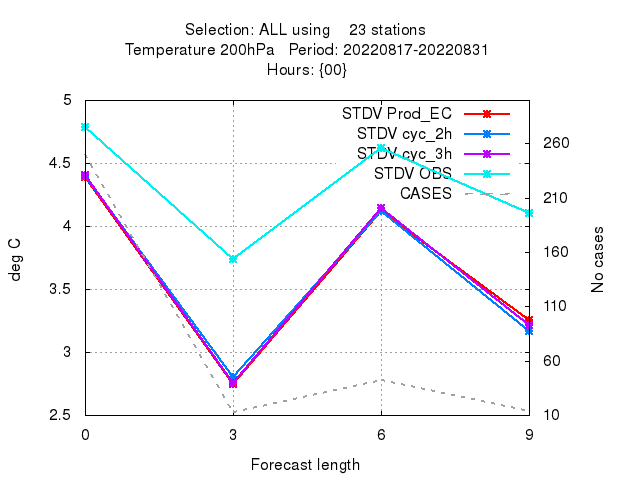 Selection: ALL using 23 stations
Temperature 200hPa Period: 20220817-20220831
Hours: {00}
5
4.5
4
3.5
3
2.5
deg C
STDV Prod_EC
STDV cyc_2h
STDV cyc_3h
STDV OBS
CASES
260
210
160
110
60
10
No cases
0 3 6 9
Forecast length